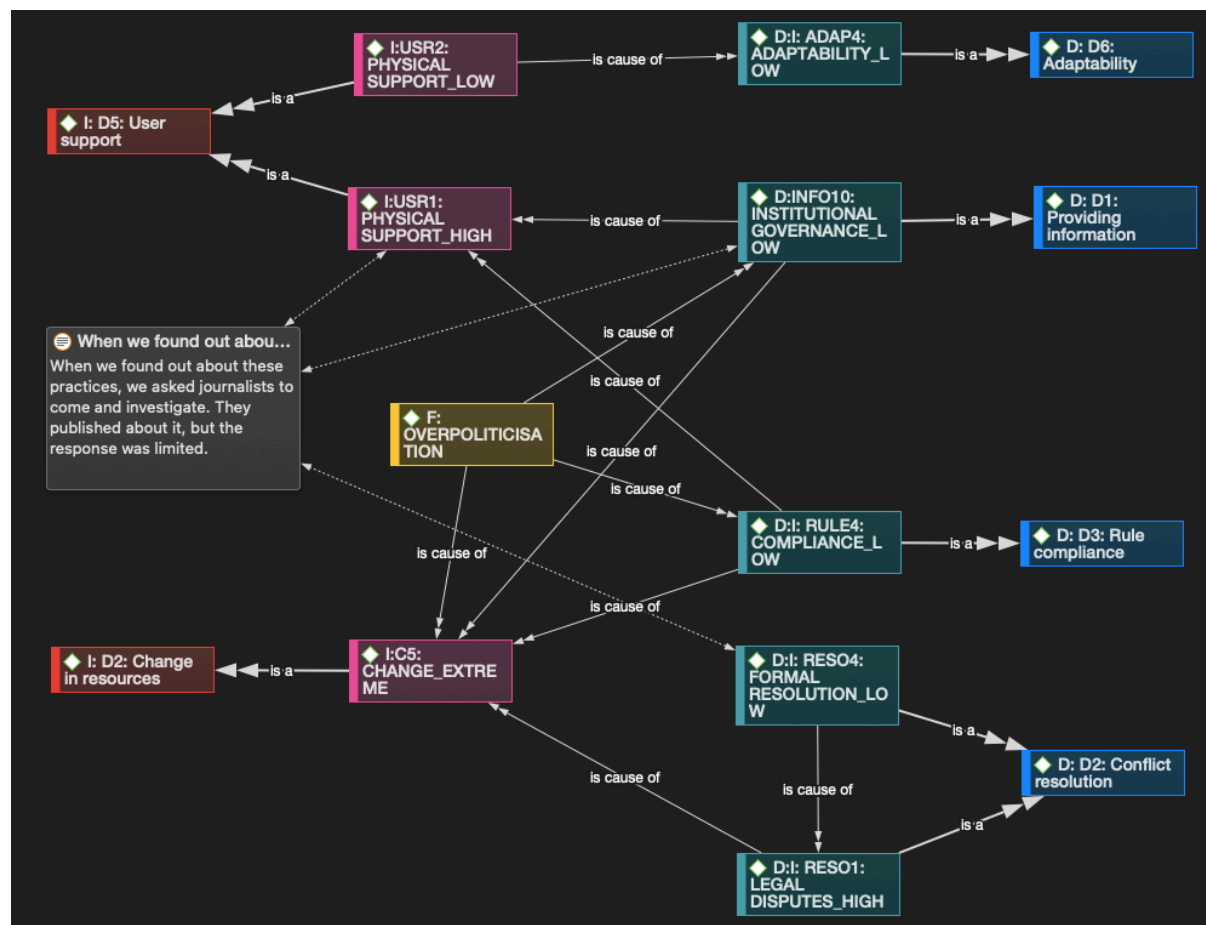 I:USR2:
PHYSICAL
SUPPORT_LOW
is cause of
D:I: ADAP4:
ADAPTABILITY_L
OW
is a
D: D6:
Adaptability
is a
I: D5: User
support
is a
I:USR1:
PHYSICAL
SUPPORT_HIGH
is cause of
D:INFO10:
INSTITUTIONAL
GOVERNANCE_L
OW
is a
D: D1:
Providing
information
When we found out abou...
When we found out about these
practices, we asked journalists to
come and investigate. They
published about it, but the
response was limited.
is cause of
is cause of
F:
OVERPOLITICISA
TION
is cause of
is cause of
D:I: RULE4:
COMPLIANCE_L
OW
is a
D: D3: Rule
compliance
is cause of
is cause of
I: D2: Change
in resources
is a
I:C5:
CHANGE_EXTRE
ME
D:I: RESO4:
FORMAL
RESOLUTION_LO
W
is a
D: D2: Conflict
resolution
is cause of
is cause of
is a
D:I: RESO1:
LEGAL
DISPUTES_HIGH